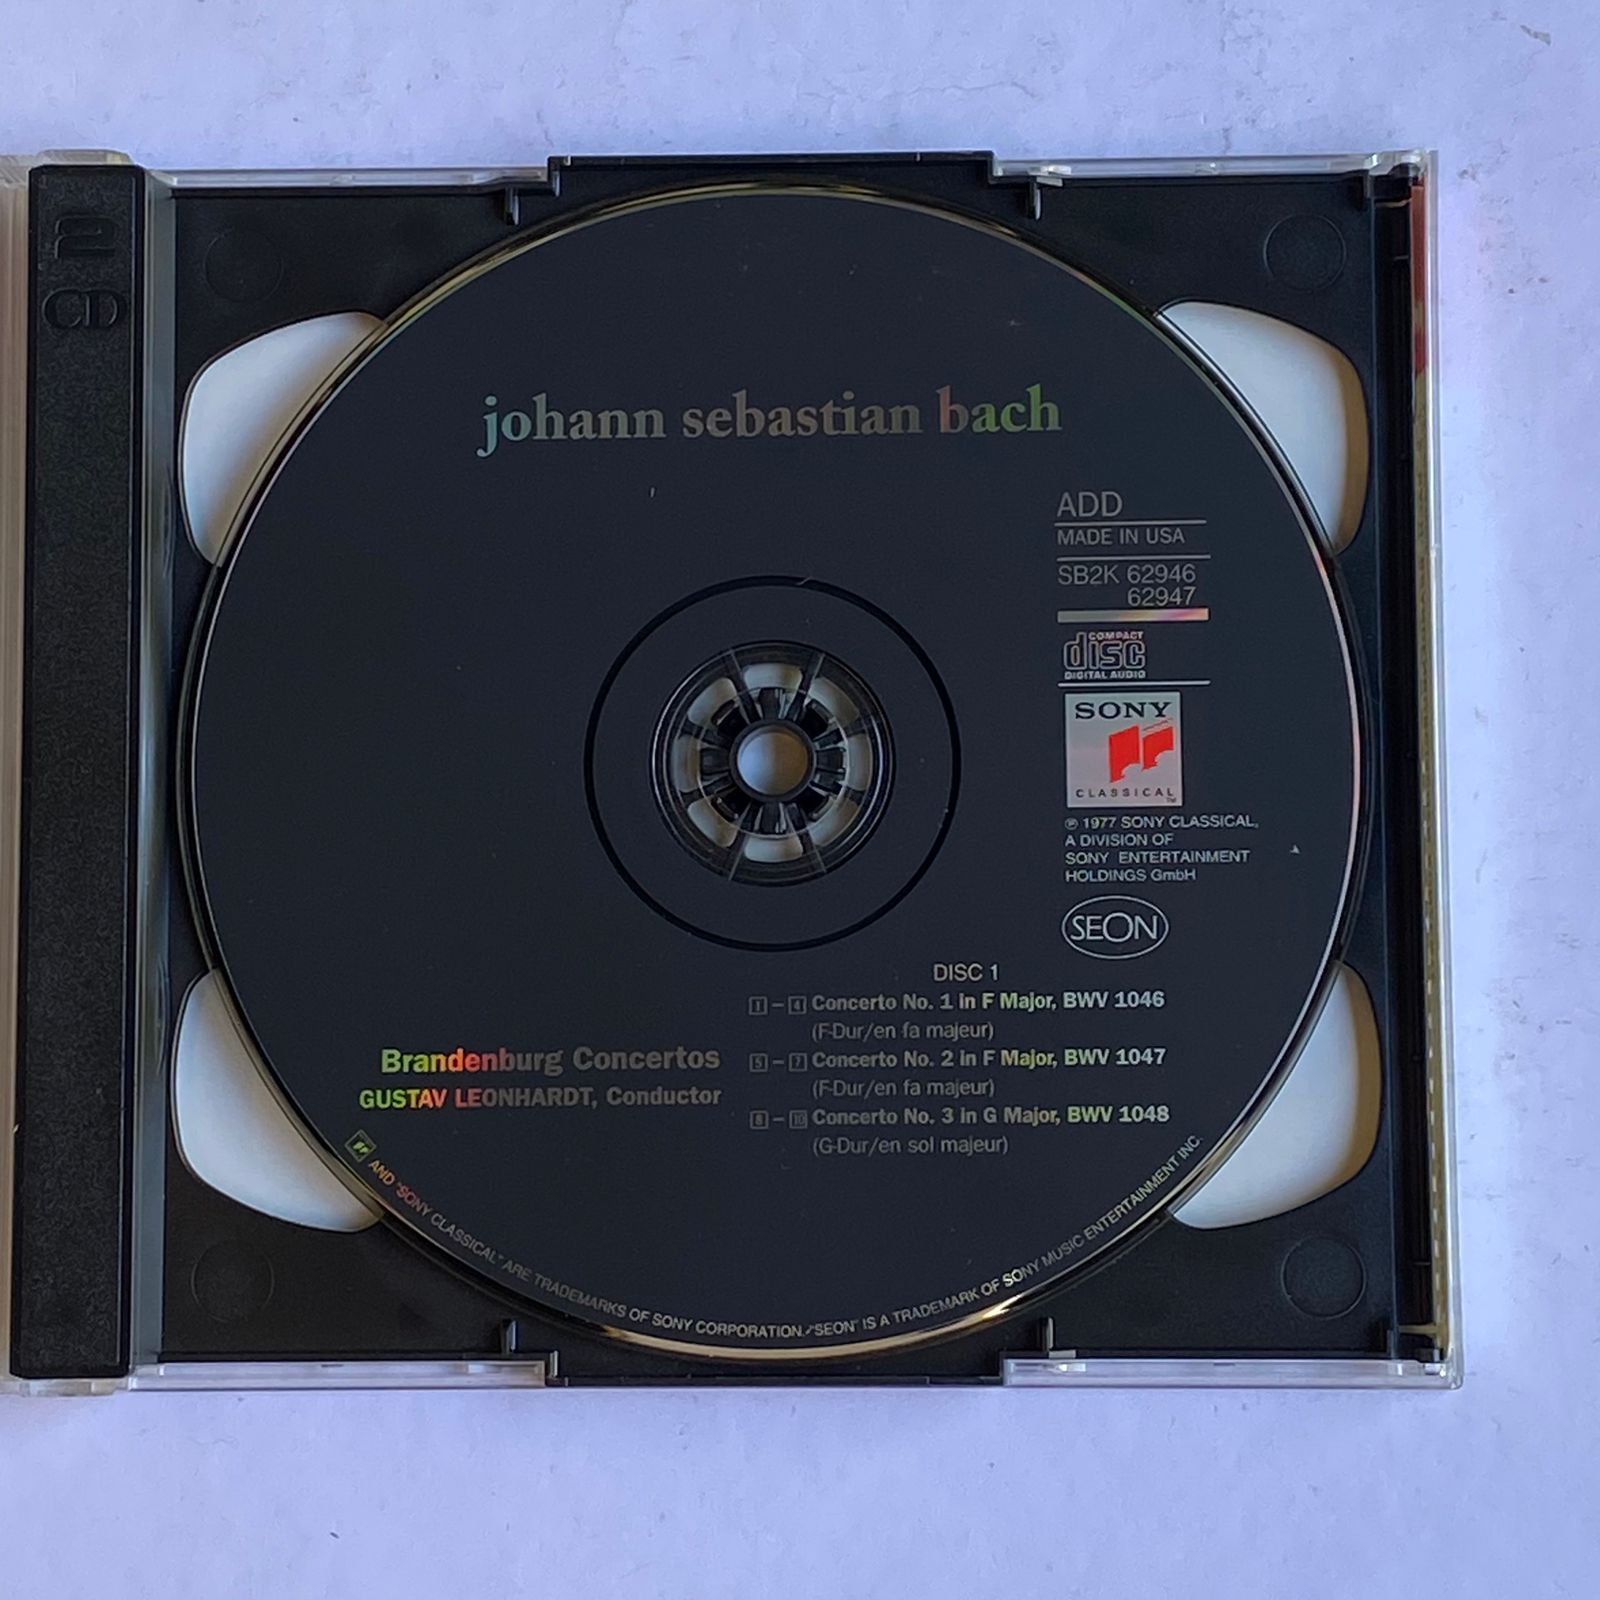 2
CD
johann sebastian bach
ADD
MADE IN USA
SB2K 62946
62947
COMPACT
disc
DIGITAL AUDIO
SONY
CLASSICAL™
℗ 1977 SONY CLASSICAL,
A DIVISION OF
SONY ENTERTAINMENT
HOLDINGS GmbH
SEON
DISC 1
1 – 4 Concerto No. 1 in F Major, BWV 1046
(F-Dur/en fa majeur)
5 – 7 Concerto No. 2 in F Major, BWV 1047
(F-Dur/en fa majeur)
8 – 10 Concerto No. 3 in G Major, BWV 1048
(G-Dur/en sol majeur)
Brandenburg Concertos
GUSTAV LEONHARDT, Conductor
AND "SONY CLASSICAL" ARE TRADEMARKS OF SONY CORPORATION./"SEON" IS A TRADEMARK OF SONY MUSIC ENTERTAINMENT INC.